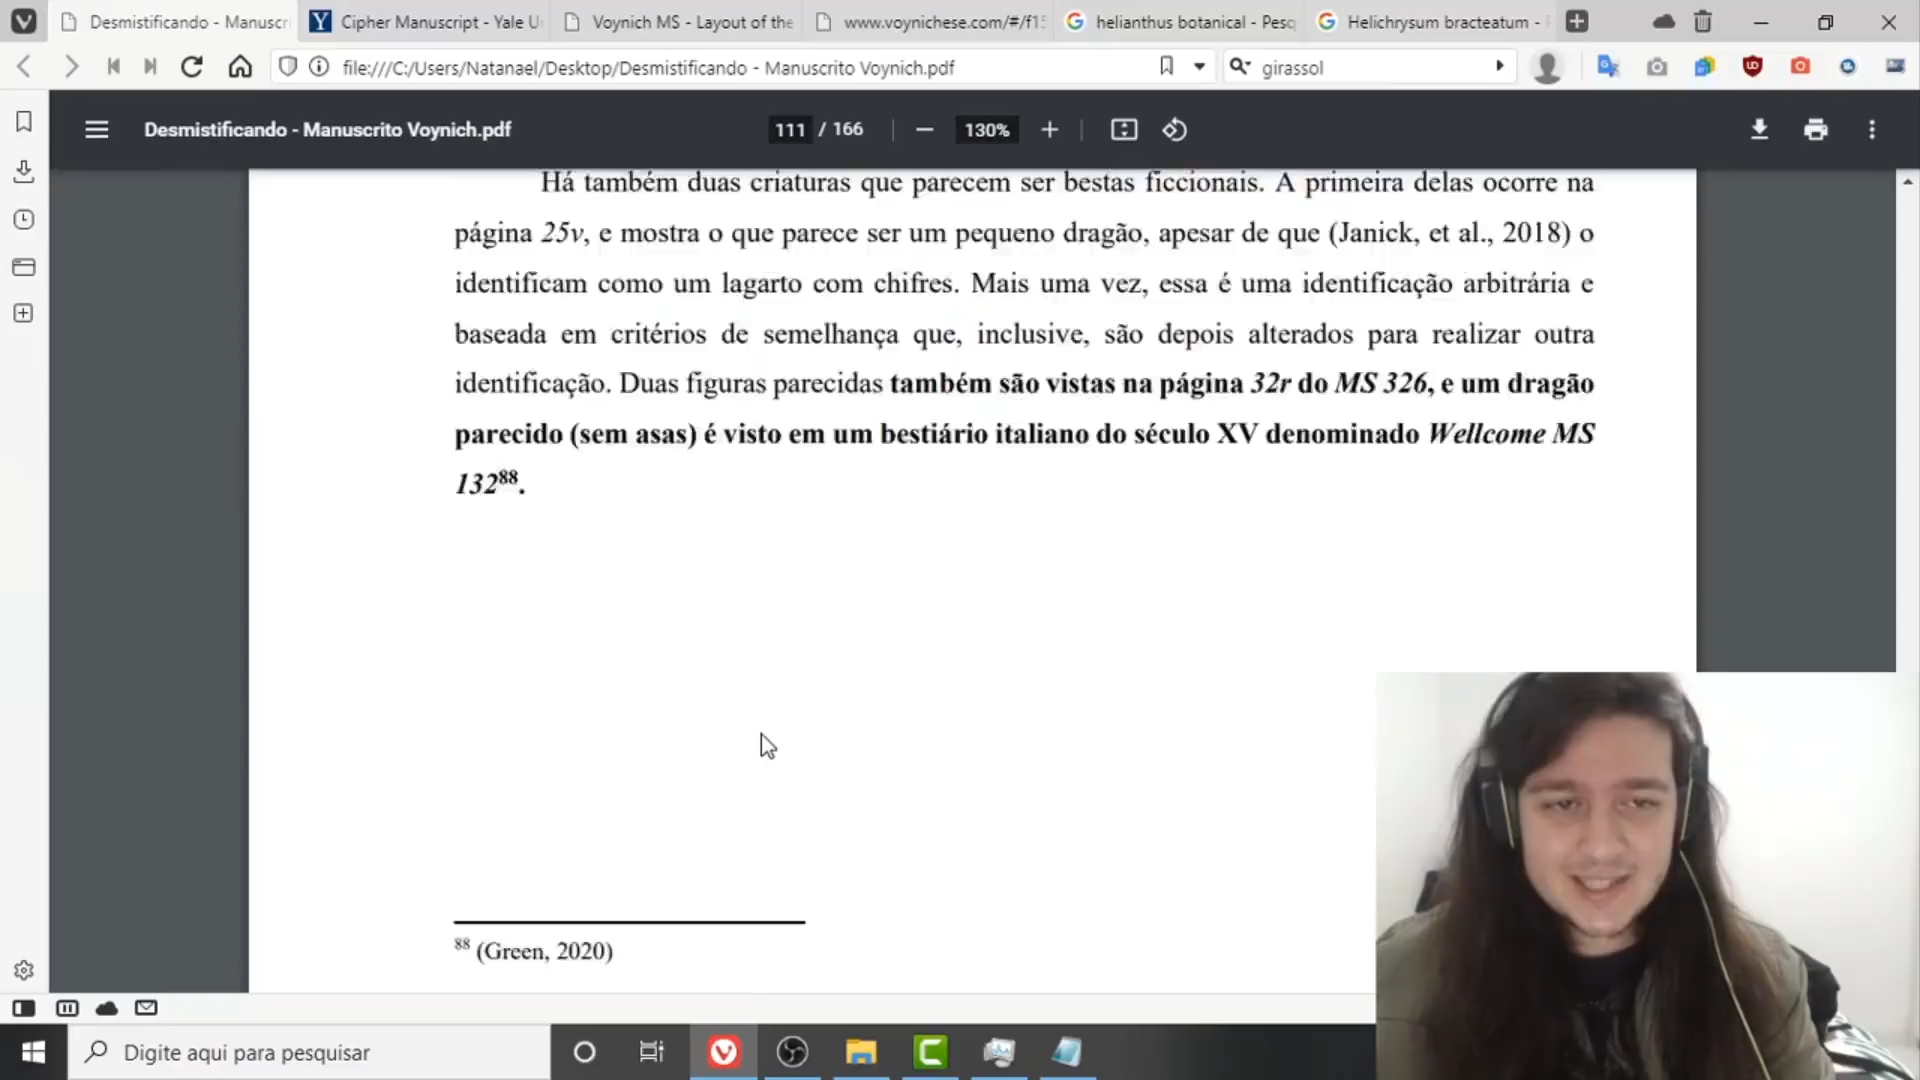 Desmistificando - Manuscri
Cipher Manuscript - Yale U
Voynich MS - Layout of the
www.voynichese.com/#/f15
helianthus botanical - Pesq
Helichrysum bracteatum -
file:///C:/Users/Natanael/Desktop/Desmistificando - Manuscrito Voynich.pdf
girassol
Desmistificando - Manuscrito Voynich.pdf
111 / 166
130%
Há também duas criaturas que parecem ser bestas ficcionais. A primeira delas ocorre na
página 25v, e mostra o que parece ser um pequeno dragão, apesar de que (Janick, et al., 2018) o
identificam como um lagarto com chifres. Mais uma vez, essa é uma identificação arbitrária e
baseada em critérios de semelhança que, inclusive, são depois alterados para realizar outra
identificação. Duas figuras parecidas também são vistas na página 32r do MS 326, e um dragão
parecido (sem asas) é visto em um bestiário italiano do século XV denominado Wellcome MS
132⁸⁸.
⁸⁸ (Green, 2020)
Digite aqui para pesquisar